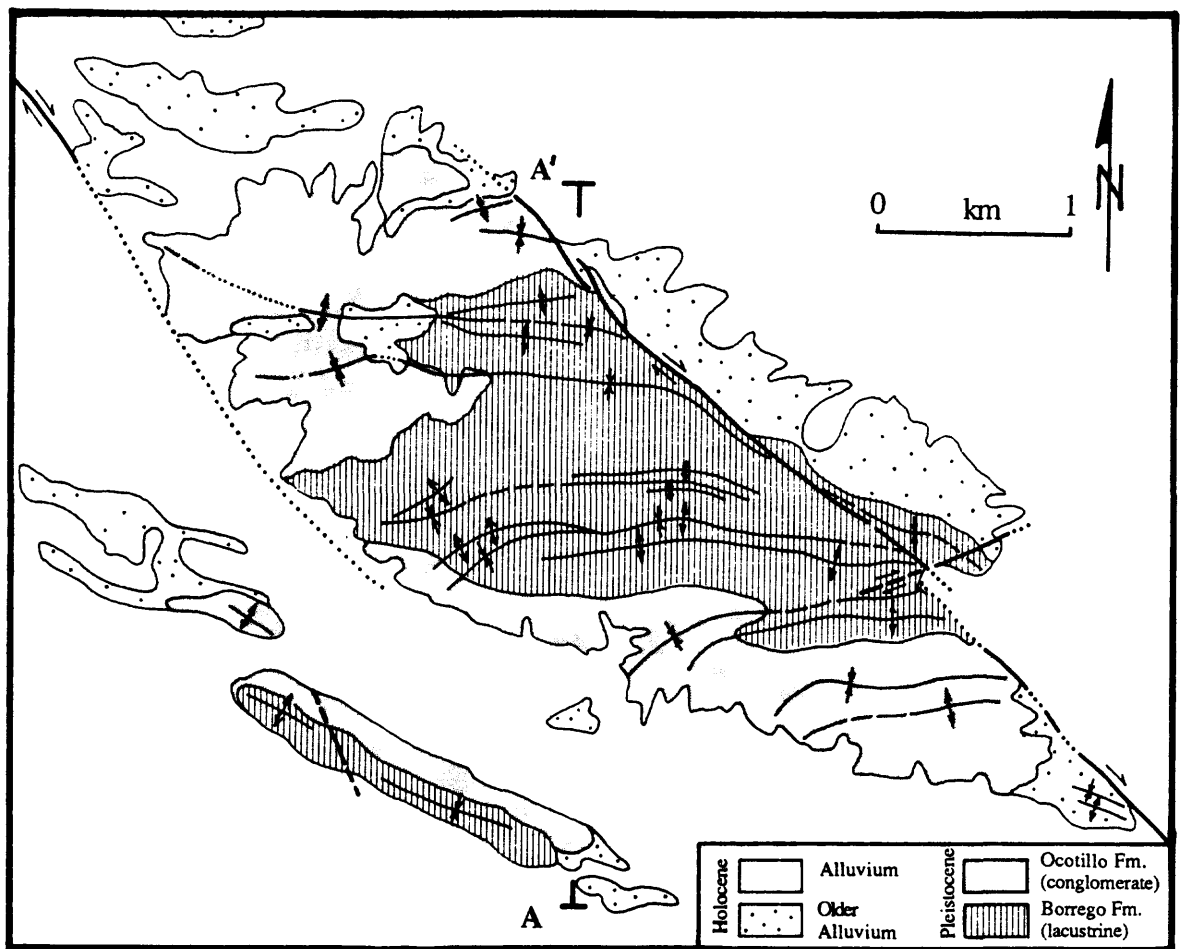 A'
N
0 km 1
A
Holocene
Alluvium
Older
Alluvium
Pleistocene
Ocotillo Fm.
(conglomerate)
Borrego Fm.
(lacustrine)